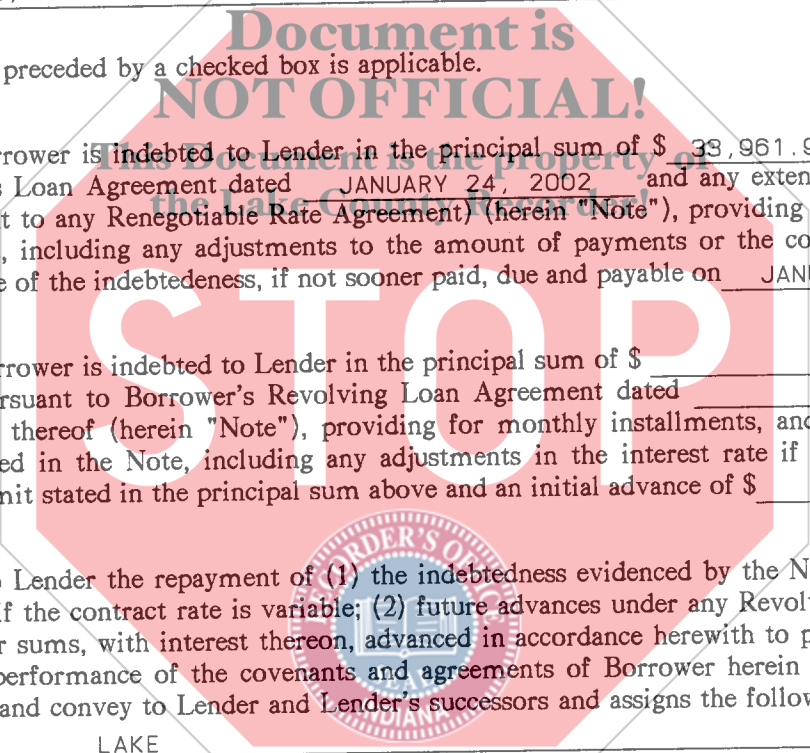 Document is
preceded by a checked box is applicable.
NOT OFFICIAL!
rrower is indebted to Lender in the principal sum of $ 33,961.9
This Document is the property of
s Loan Agreement dated JANUARY 24, 2002 and any exten
the Lake County Recorder!
t to any Renegotiable Rate Agreement) (herein "Note"), providing
, including any adjustments to the amount of payments or the co
e of the indebtedeness, if not sooner paid, due and payable on JANU
STOP
rrower is indebted to Lender in the principal sum of $
rsuant to Borrower's Revolving Loan Agreement dated
thereof (herein "Note"), providing for monthly installments, and
ed in the Note, including any adjustments in the interest rate if
mit stated in the principal sum above and an initial advance of $
RECORDER'S OFFICE
Lender the repayment of (1) the indebtedness evidenced by the N
if the contract rate is variable; (2) future advances under any Revol
r sums, with interest thereon, advanced in accordance herewith to p
performance of the covenants and agreements of Borrower herein
SEAL
and convey to Lender and Lender's successors and assigns the follow
INDIANA
LAKE